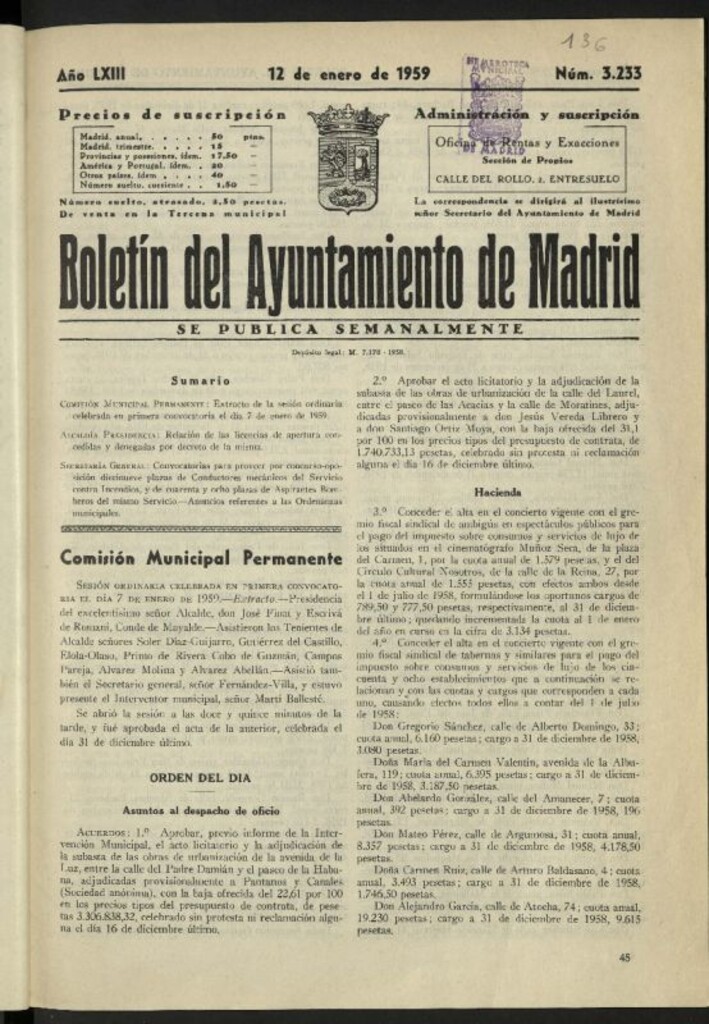 136
Año LXIII 12 de enero de 1959 Núm. 3.233
HEMEROTECA
MUNICIPAL
DE MADRID
Precios de suscripción
Madrid, anual, . . . . . 50 ptas.
Madrid, trimestre. . . . . 15 —
Provincias y posesiones, ídem. . 17,50 —
América y Portugal, ídem. . 20 —
Otros países, ídem . . . . 40 —
Número suelto, corriente . . 1,50 —
Número suelto, atrasado, 2,50 pesetas.
De venta en la Tercena municipal
Administración y suscripción
Oficina de Rentas y Exacciones
Sección de Propios
CALLE DEL ROLLO, 2, ENTRESUELO
La correspondencia se dirigirá al ilustrísimo
señor Secretario del Ayuntamiento de Madrid
Boletín del Ayuntamiento de Madrid
SE PUBLICA SEMANALMENTE
Depósito legal: M. 7.178 - 1958.
Sumario
COMISIÓN MUNICIPAL PERMANENTE: Extracto de la sesión ordinaria
celebrada en primera convocatoria el día 7 de enero de 1959.
ALCALDÍA PRESIDENCIA: Relación de las licencias de apertura con-
cedidas y denegadas por decreto de la misma.
SECRETARÍA GENERAL: Convocatorias para proveer por concurso-opo-
sición diecinueve plazas de Conductores mecánicos del Servicio
contra Incendios, y de cuarenta y ocho plazas de Aspirantes Bom-
beros del mismo Servicio.—Anuncios referentes a las Ordenanzas
municipales.
Comisión Municipal Permanente
SESIÓN ORDINARIA CELEBRADA EN PRIMERA CONVOCATO-
RIA EL DÍA 7 DE ENERO DE 1959.—Extracto.—Presidencia
del excelentísimo señor Alcalde, don José Finat y Escrivá
de Romaní, Conde de Mayalde.—Asistieron los Tenientes de
Alcalde señores Soler Díaz-Guijarro, Gutiérrez del Castillo,
Elola-Olaso, Primo de Rivera Cobo de Guzmán, Campos
Pareja, Alvarez Molina y Alvarez Abellán.—Asistió tam-
bién el Secretario general, señor Fernández-Villa, y estuvo
presente el Interventor municipal, señor Martí Ballesté.
Se abrió la sesión a las doce y quince minutos de la
tarde, y fué aprobada el acta de la anterior, celebrada el
día 31 de diciembre último.
ORDEN DEL DIA
Asuntos al despacho de oficio
ACUERDOS: 1.º Aprobar, previo informe de la Inter-
vención Municipal, el acto licitatorio y la adjudicación de
la subasta de las obras de urbanización de la avenida de la
Luz, entre la calle del Padre Damián y el paseo de la Haba-
na, adjudicadas provisionalmente a Pantanos y Canales
(Sociedad anónima), con la baja ofrecida del 22,61 por 100
en los precios tipos del presupuesto de contrata, de pese-
tas 3.306.838,32, celebrado sin protesta ni reclamación algu-
na el día 16 de diciembre último.
2.º Aprobar el acto licitatorio y la adjudicación de la
subasta de las obras de urbanización de la calle del Laurel,
entre el paseo de las Acacias y la calle de Moratines, adju-
dicadas provisionalmente a don Jesús Vereda Librero y
a don Santiago Ortiz Moya, con la baja ofrecida del 31,1
por 100 en los precios tipos del presupuesto de contrata, de
1.740.733,13 pesetas, celebrado sin protesta ni reclamación
alguna el día 16 de diciembre último.
Hacienda
3.º Conceder el alta en el concierto vigente con el gre-
mio fiscal sindical de ambigús en espectáculos públicos para
el pago del impuesto sobre consumos y servicios de lujo de
los situados en el cinematógrafo Muñoz Seca, de la plaza
del Carmen, 1, por la cuota anual de 1.579 pesetas, y el del
Círculo Cultural Nosotros, de la calle de la Reina, 27, por
la cuota anual de 1.555 pesetas, con efectos ambos desde
el 1 de julio de 1958, formulándose los oportunos cargos de
789,50 y 777,50 pesetas, respectivamente, al 31 de diciem-
bre último; quedando incrementada la cuota al 1 de enero
del año en curso en la cifra de 3.134 pesetas.
4.º Conceder el alta en el concierto vigente con el gre-
mio fiscal sindical de tabernas y similares para el pago del
impuesto sobre consumos y servicios de lujo de los cin-
cuenta y ocho establecimientos que a continuación se re-
lacionan y con las cuotas y cargos que corresponden a cada
uno, causando efectos todos ellos a contar del 1 de julio
de 1958:
Don Gregorio Sánchez, calle de Alberto Domingo, 33;
cuota anual, 6.160 pesetas; cargo a 31 de diciembre de 1958,
3.080 pesetas.
Doña María del Carmen Valentín, avenida de la Albu-
fera, 119; cuota anual, 6.395 pesetas; cargo a 31 de diciem-
bre de 1958, 3.187,50 pesetas.
Don Abelardo González, calle del Amanecer, 7; cuota
anual, 392 pesetas; cargo a 31 de diciembre de 1958, 196
pesetas.
Don Mateo Pérez, calle de Argumosa, 31; cuota anual,
8.357 pesetas; cargo a 31 de diciembre de 1958, 4.178,50
pesetas.
Doña Carmen Ruiz, calle de Arturo Baldasano, 4; cuota
anual, 3.493 pesetas; cargo a 31 de diciembre de 1958,
1.746,50 pesetas.
Don Alejandro García, calle de Atocha, 74; cuota anual,
19.230 pesetas; cargo a 31 de diciembre de 1958, 9.615
pesetas.
45